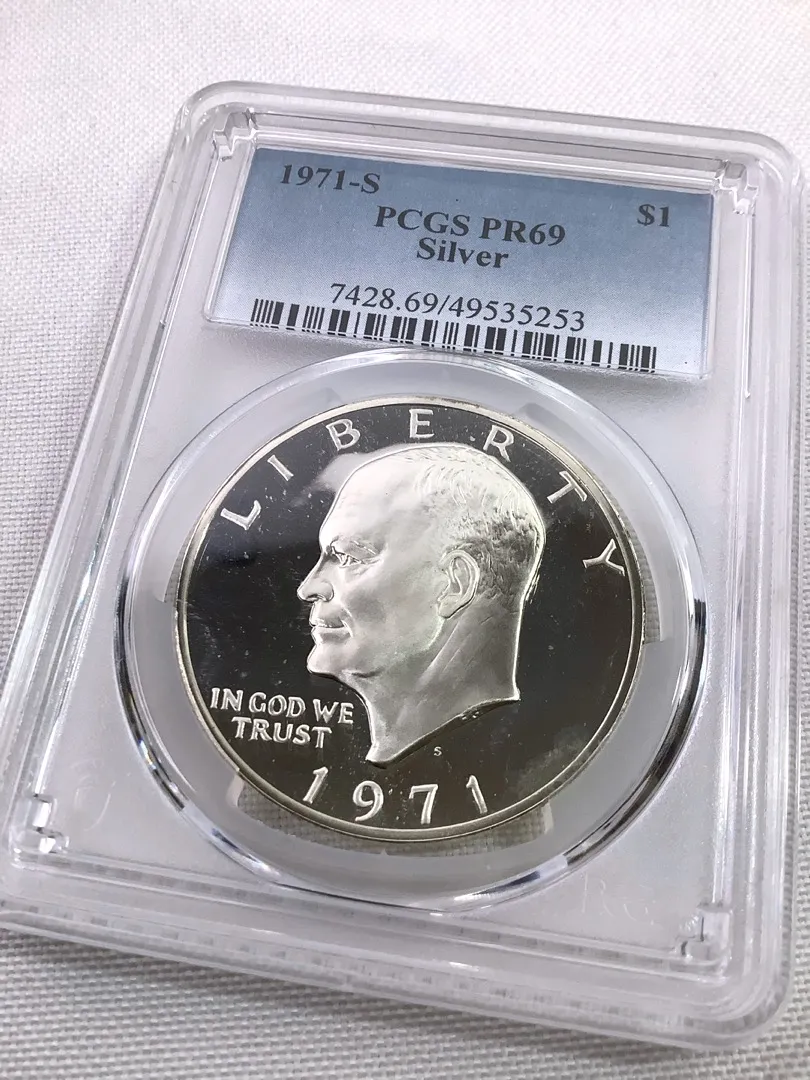 1971-S $1
PCGS PR69
Silver
7428.69/49535253
LIBERTY
IN GOD WE
TRUST
S
1971